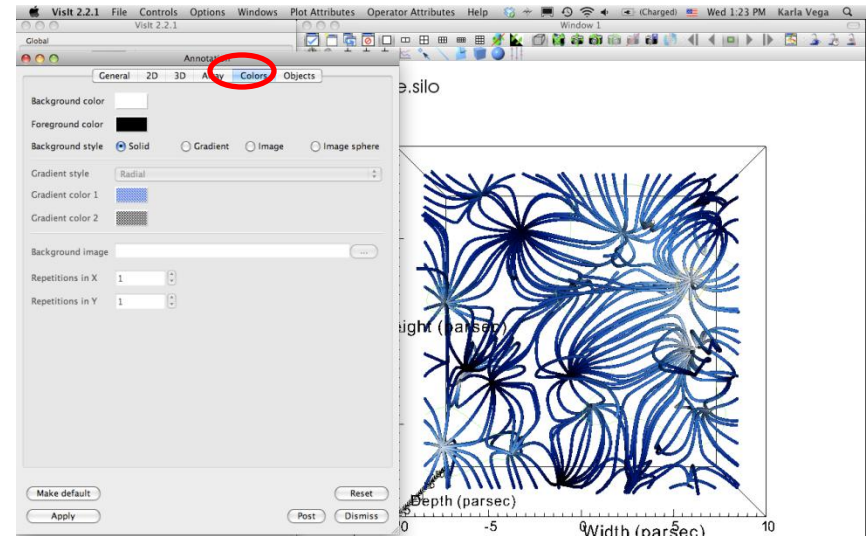 VisIt 2.2.1 File Controls Options Windows Plot Attributes Operator Attributes Help (Charged) Wed 1:23 PM Karla Vega
VisIt 2.2.1
Window 1
Global
Annotation
General 2D 3D Array Colors Objects
e.silo
Background color
Foreground color
Background style Solid Gradient Image Image sphere
Gradient style Radial
Gradient color 1
Gradient color 2
Background image ...
Repetitions in X 1
Repetitions in Y 1
eight (parsec)
Make default Reset
Apply Post Dismiss
Depth (parsec)
0 -5 0 5 10
Width (parsec)